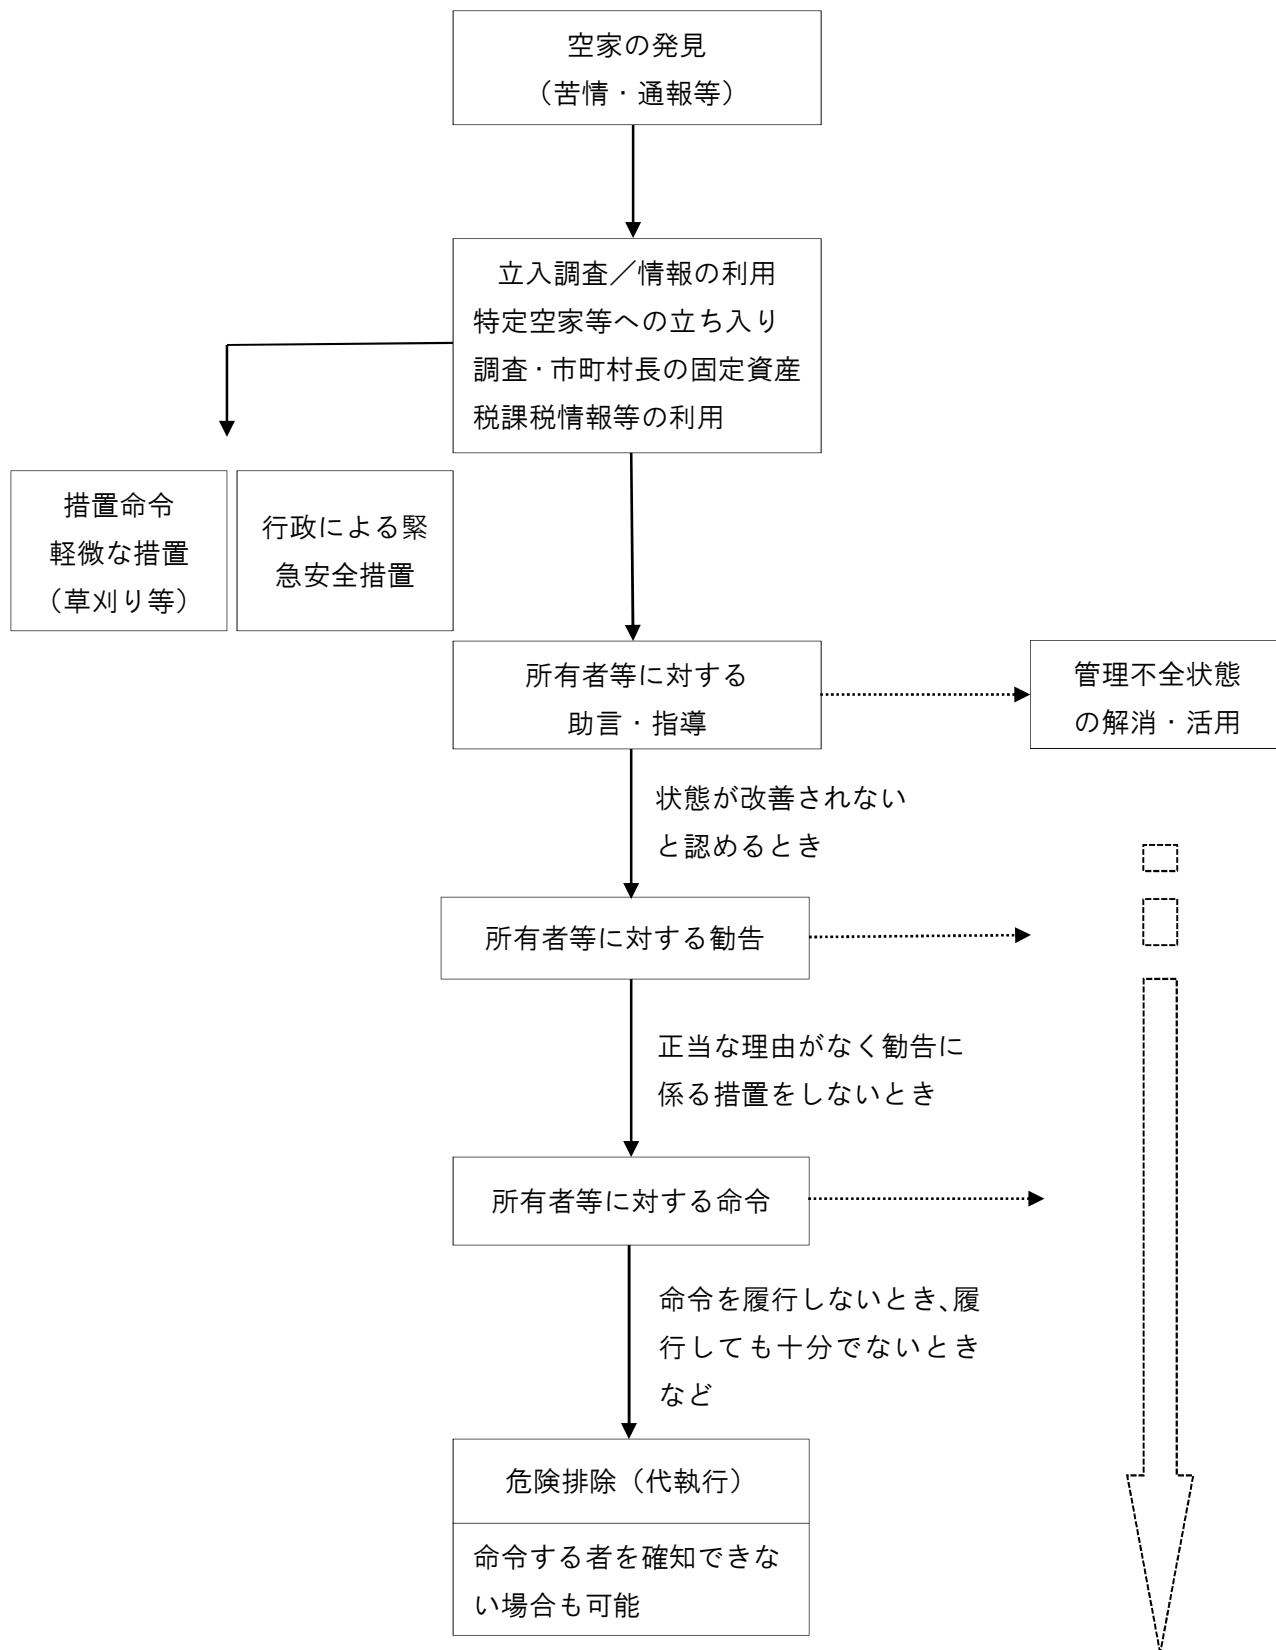 空家の発見
（苦情・通報等）
立入調査／情報の利用
特定空家等への立ち入り
調査・市町村長の固定資産
税課税情報等の利用
措置命令
軽微な措置
（草刈り等）
行政による緊
急安全措置
所有者等に対する
助言・指導
管理不全状態
の解消・活用
状態が改善されない
と認めるとき
所有者等に対する勧告
正当な理由がなく勧告に
係る措置をしないとき
所有者等に対する命令
命令を履行しないとき、履
行しても十分でないとき
など
危険排除（代執行）
命令する者を確知できな
い場合も可能